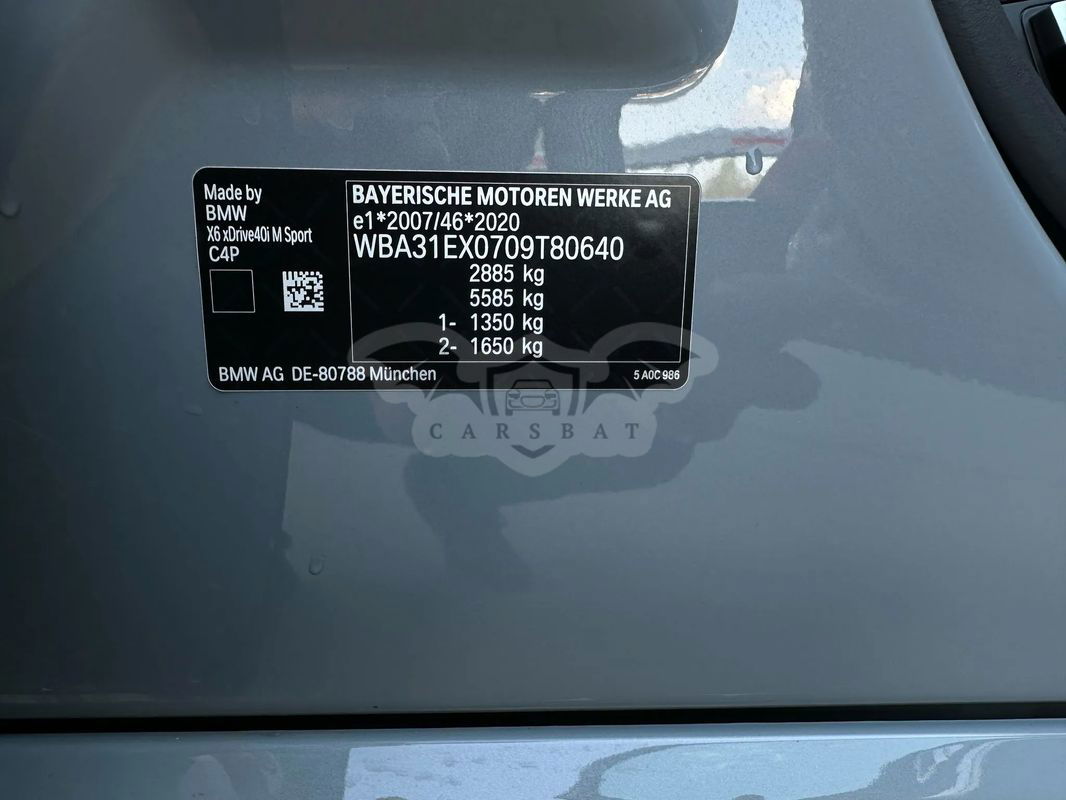 Made by
BMW
X6 xDrive40i M Sport
C4P
BAYERISCHE MOTOREN WERKE AG
e1*2007/46*2020
WBA31EX0709T80640
2885 kg
5585 kg
1- 1350 kg
2- 1650 kg
BMW AG DE-80788 München
5 A0C 986
CARSBAT